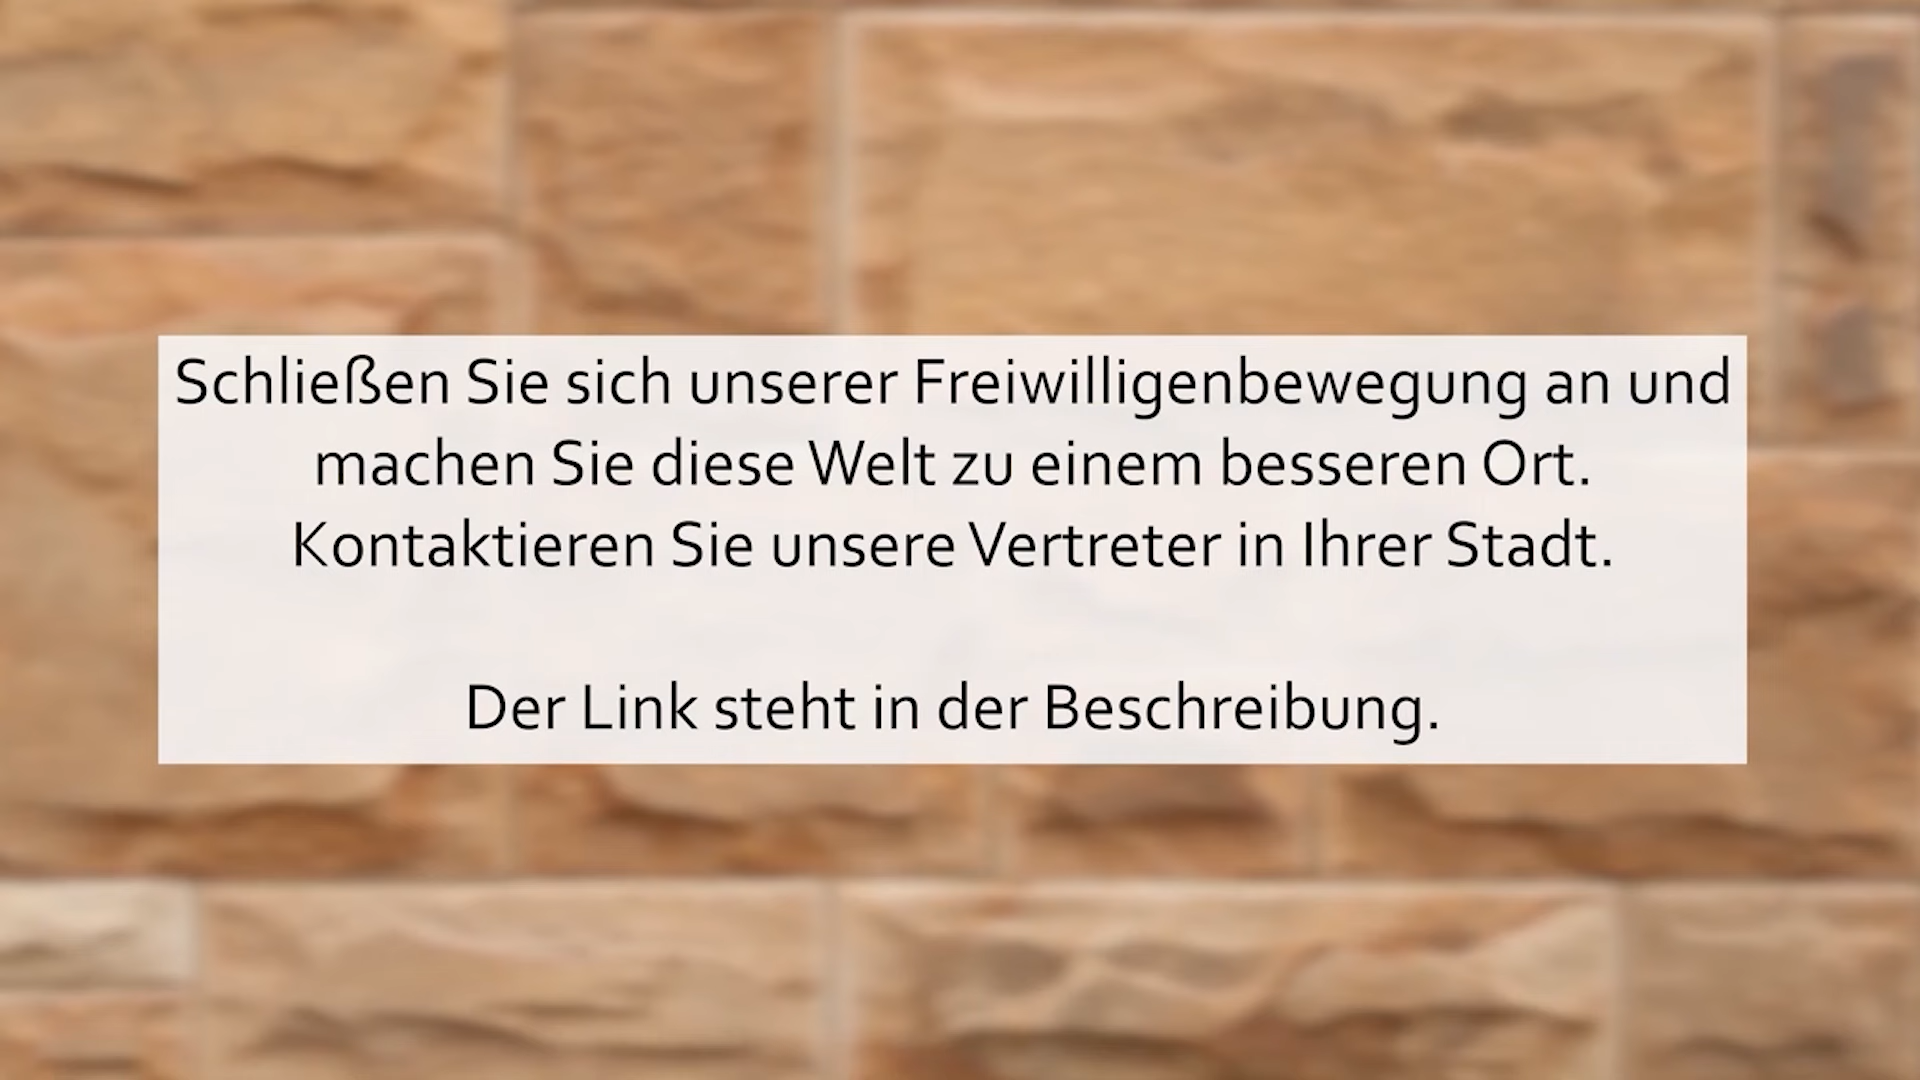 Schließen Sie sich unserer Freiwilligenbewegung an und
machen Sie diese Welt zu einem besseren Ort.
Kontaktieren Sie unsere Vertreter in Ihrer Stadt.
Der Link steht in der Beschreibung.